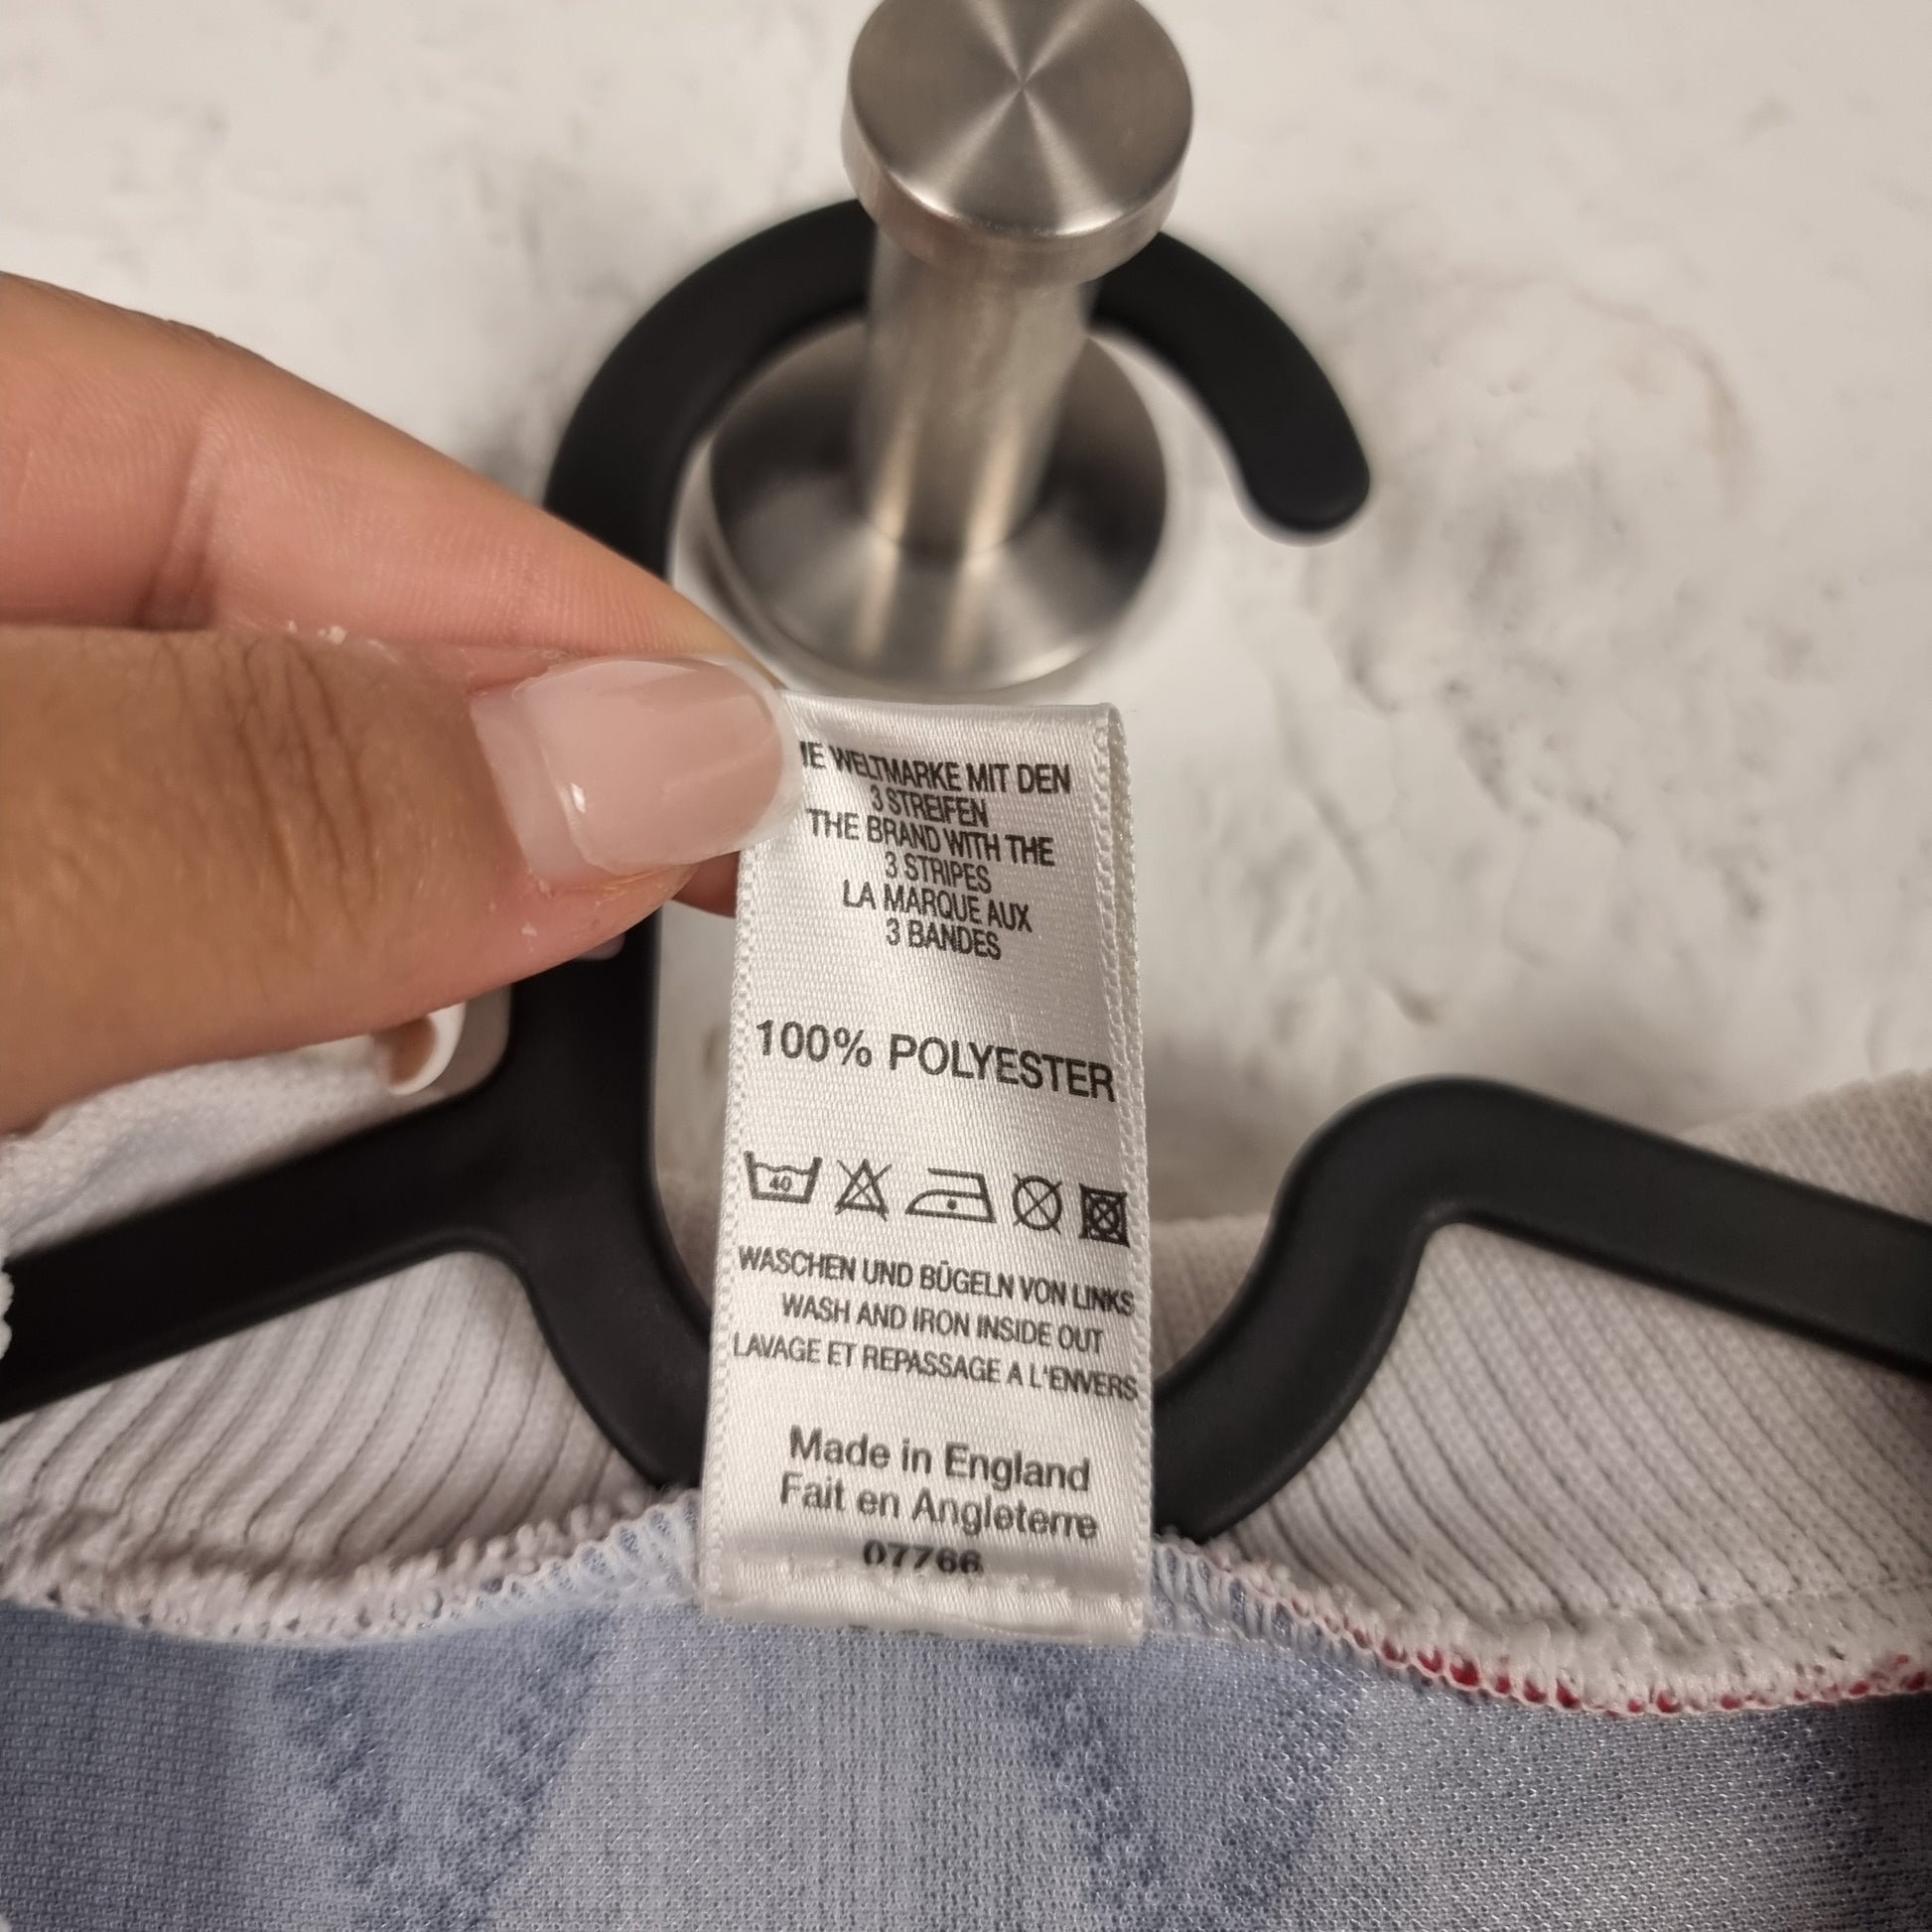 WELTMARKE MIT DEN
3 STREIFEN
THE BRAND WITH THE
3 STRIPES
LA MARQUE AUX
3 BANDES
100% POLYESTER
40
WASCHEN UND BÜGELN VON LINKS
WASH AND IRON INSIDE OUT
LAVAGE ET REPASSAGE A L'ENVERS
Made in England
Fait en Angleterre
07766